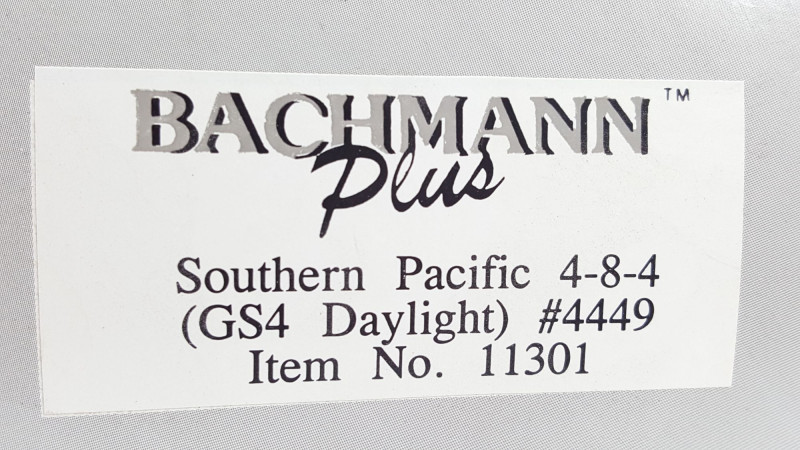 BACHMANN™
Plus
Southern Pacific 4-8-4
(GS4 Daylight) #4449
Item No. 11301